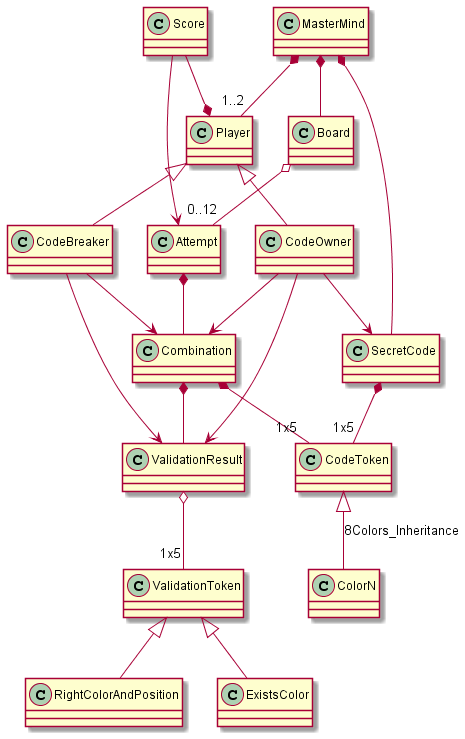 C Score
C MasterMind
1..2
C Player
C Board
0..12
C CodeBreaker
C Attempt
C CodeOwner
C Combination
C SecretCode
1x5
1x5
C ValidationResult
C CodeToken
8Colors_Inheritance
1x5
C ValidationToken
C ColorN
C RightColorAndPosition
C ExistsColor